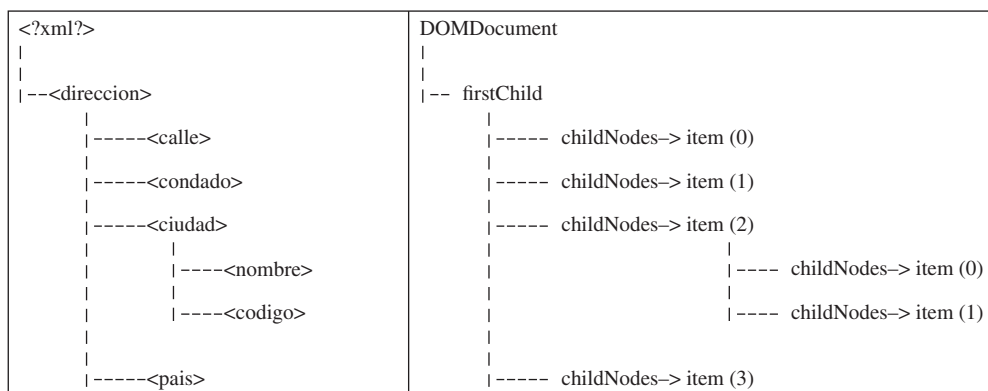 <?xml?>
|
|
|--<direccion>
|
|-----<calle>
|
|-----<condado>
|
|-----<ciudad>
| |
| |----<nombre>
| |
| |----<codigo>
|
|-----<pais>
DOMDocument
|
|
|-- firstChild
|
|----- childNodes–> item (0)
|
|----- childNodes–> item (1)
|
|----- childNodes–> item (2)
| |
| |---- childNodes–> item (0)
| |
| |---- childNodes–> item (1)
|
|----- childNodes–> item (3)